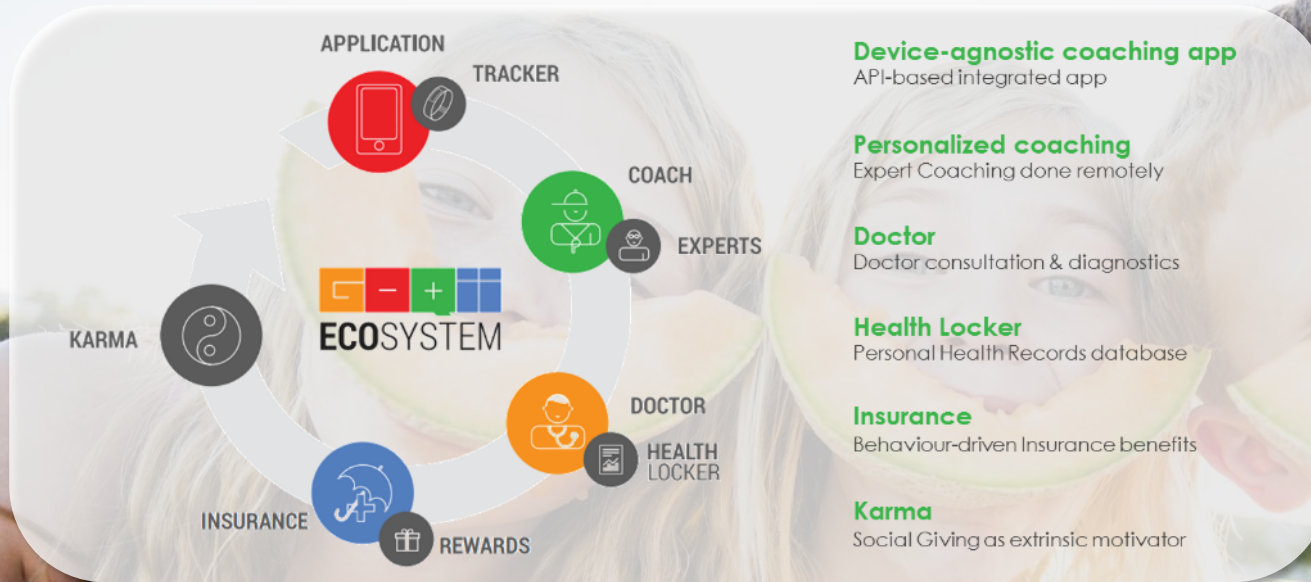 APPLICATION
TRACKER
COACH
EXPERTS
ECOSYSTEM
KARMA
DOCTOR
HEALTH
LOCKER
INSURANCE
REWARDS
Device-agnostic coaching app
API-based integrated app
Personalized coaching
Expert Coaching done remotely
Doctor
Doctor consultation & diagnostics
Health Locker
Personal Health Records database
Insurance
Behaviour-driven Insurance benefits
Karma
Social Giving as extrinsic motivator